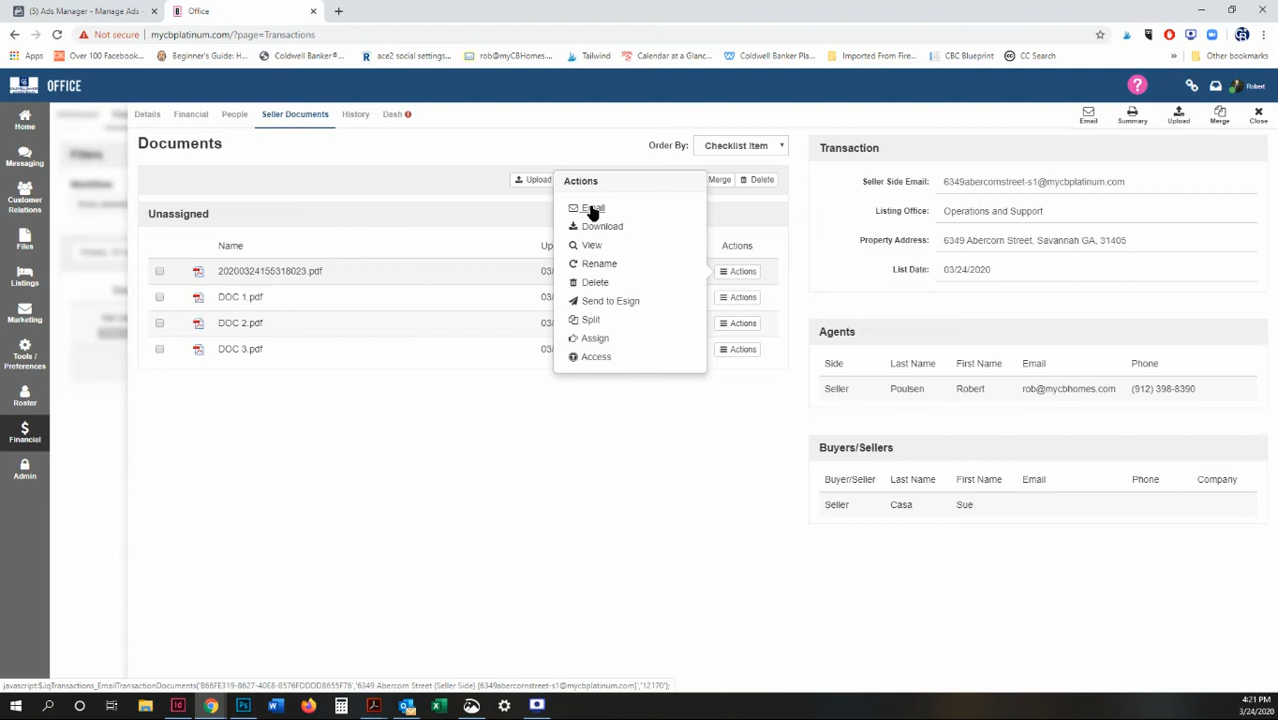 (5) Ads Manager - Manage Ads -
Office
Not secure | mycbplatinum.com/?page=Transactions
Apps
Over 100 Facebook...
Beginner's Guide: H...
Coldwell Banker®...
ace2 social settings...
rob@myCBHomes...
Tailwind
Calendar at a Glanc...
Coldwell Banker Pla...
Imported From Fire...
CBC Blueprint
CC Search
»
Other bookmarks
OFFICE
?
Robert
Home
Messaging
Customer
Relations
Files
Listings
Marketing
Tools /
Preferences
Roster
Financial
Admin
Details
Financial
People
Seller Documents
History
Dash
Email
Summary
Upload
Merge
Close
Documents
Order By:
Checklist Item
Upload
Merge
Delete
Unassigned
Name
Up
Actions
20200324155318023.pdf
03/
Actions
DOC 1.pdf
03/
Actions
DOC 2.pdf
03/
Actions
DOC 3.pdf
03/
Actions
Actions
Email
Download
View
Rename
Delete
Send to Esign
Split
Assign
Access
Transaction
Seller Side Email: 6349abercornstreet-s1@mycbplatinum.com
Listing Office: Operations and Support
Property Address: 6349 Abercorn Street, Savannah GA, 31405
List Date: 03/24/2020
Agents
Side Last Name First Name Email Phone
Seller Poulsen Robert rob@mycbhomes.com (912) 398-8390
Buyers/Sellers
Buyer/Seller Last Name First Name Email Phone Company
Seller Casa Sue
4:21 PM
3/24/2020